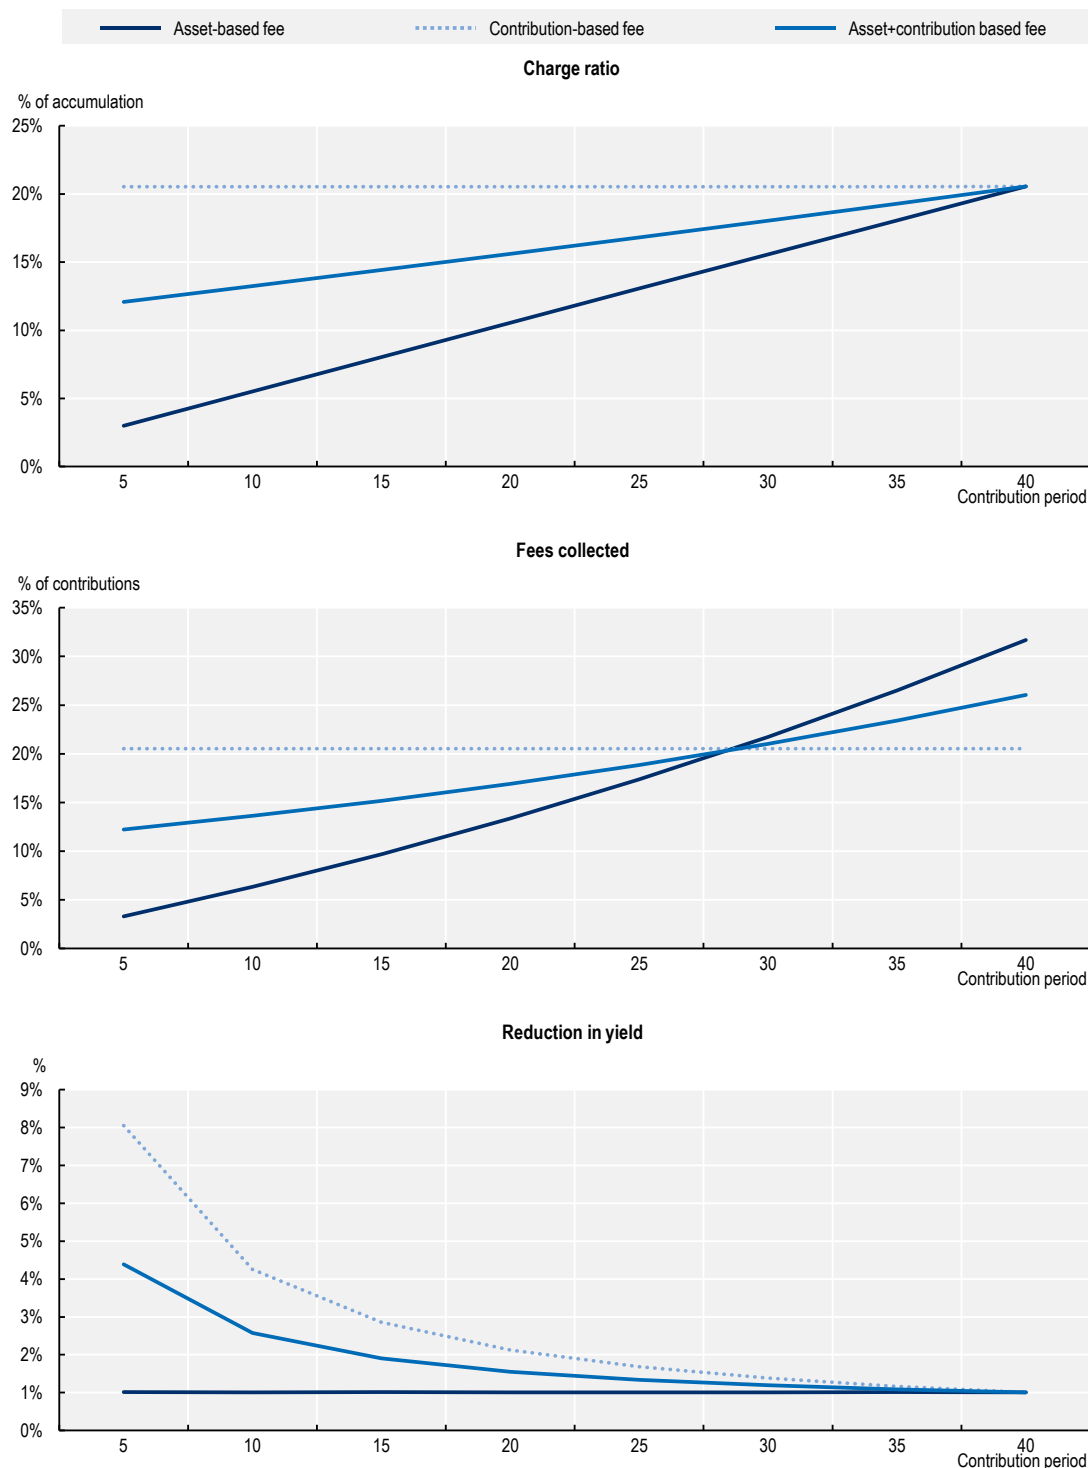 Asset-based fee Contribution-based fee Asset+contribution based fee
Charge ratio
% of accumulation
25%
20%
15%
10%
5%
0%
5 10 15 20 25 30 35 40
Contribution period
Fees collected
% of contributions
35%
30%
25%
20%
15%
10%
5%
0%
5 10 15 20 25 30 35 40
Contribution period
Reduction in yield
%
9%
8%
7%
6%
5%
4%
3%
2%
1%
0%
5 10 15 20 25 30 35 40
Contribution period